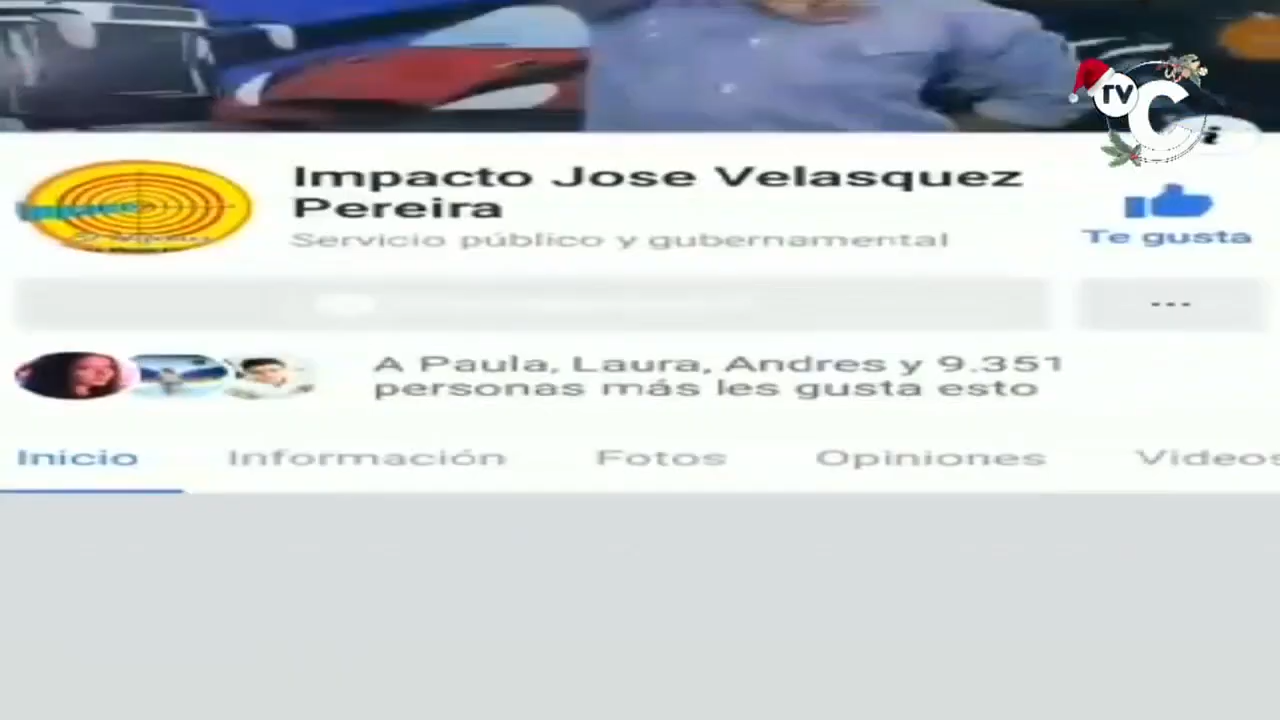 TV C
Impacto Jose Velasquez
Pereira
Servicio público y gubernamental
Te gusta
A Paula, Laura, Andres y 9.351
personas más les gusta esto
Inicio Información Fotos Opiniones Videos